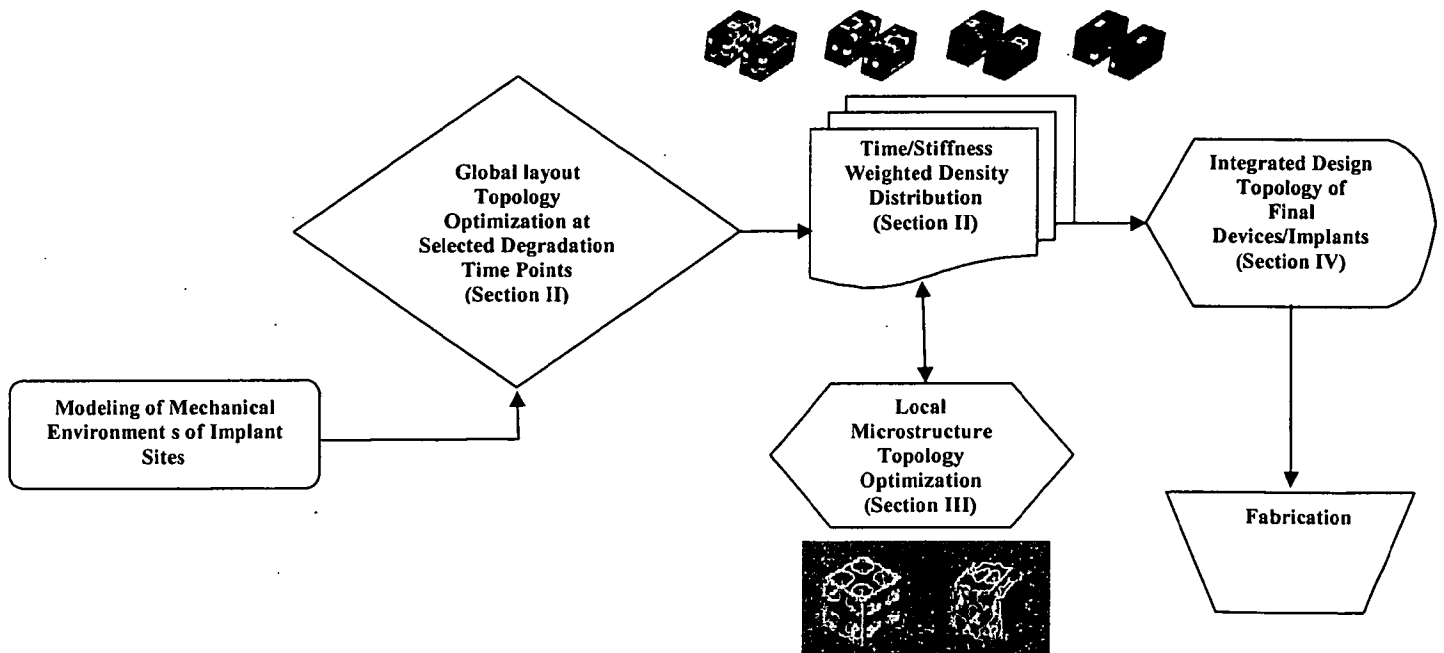 Global layout
Topology
Optimization at
Selected Degradation
Time Points
(Section II)
Time/Stiffness
Weighted Density
Distribution
(Section II)
Integrated Design
Topology of
Final
Devices/Implants
(Section IV)
Modeling of Mechanical
Environment s of Implant
Sites
Local
Microstructure
Topology
Optimization
(Section III)
Fabrication